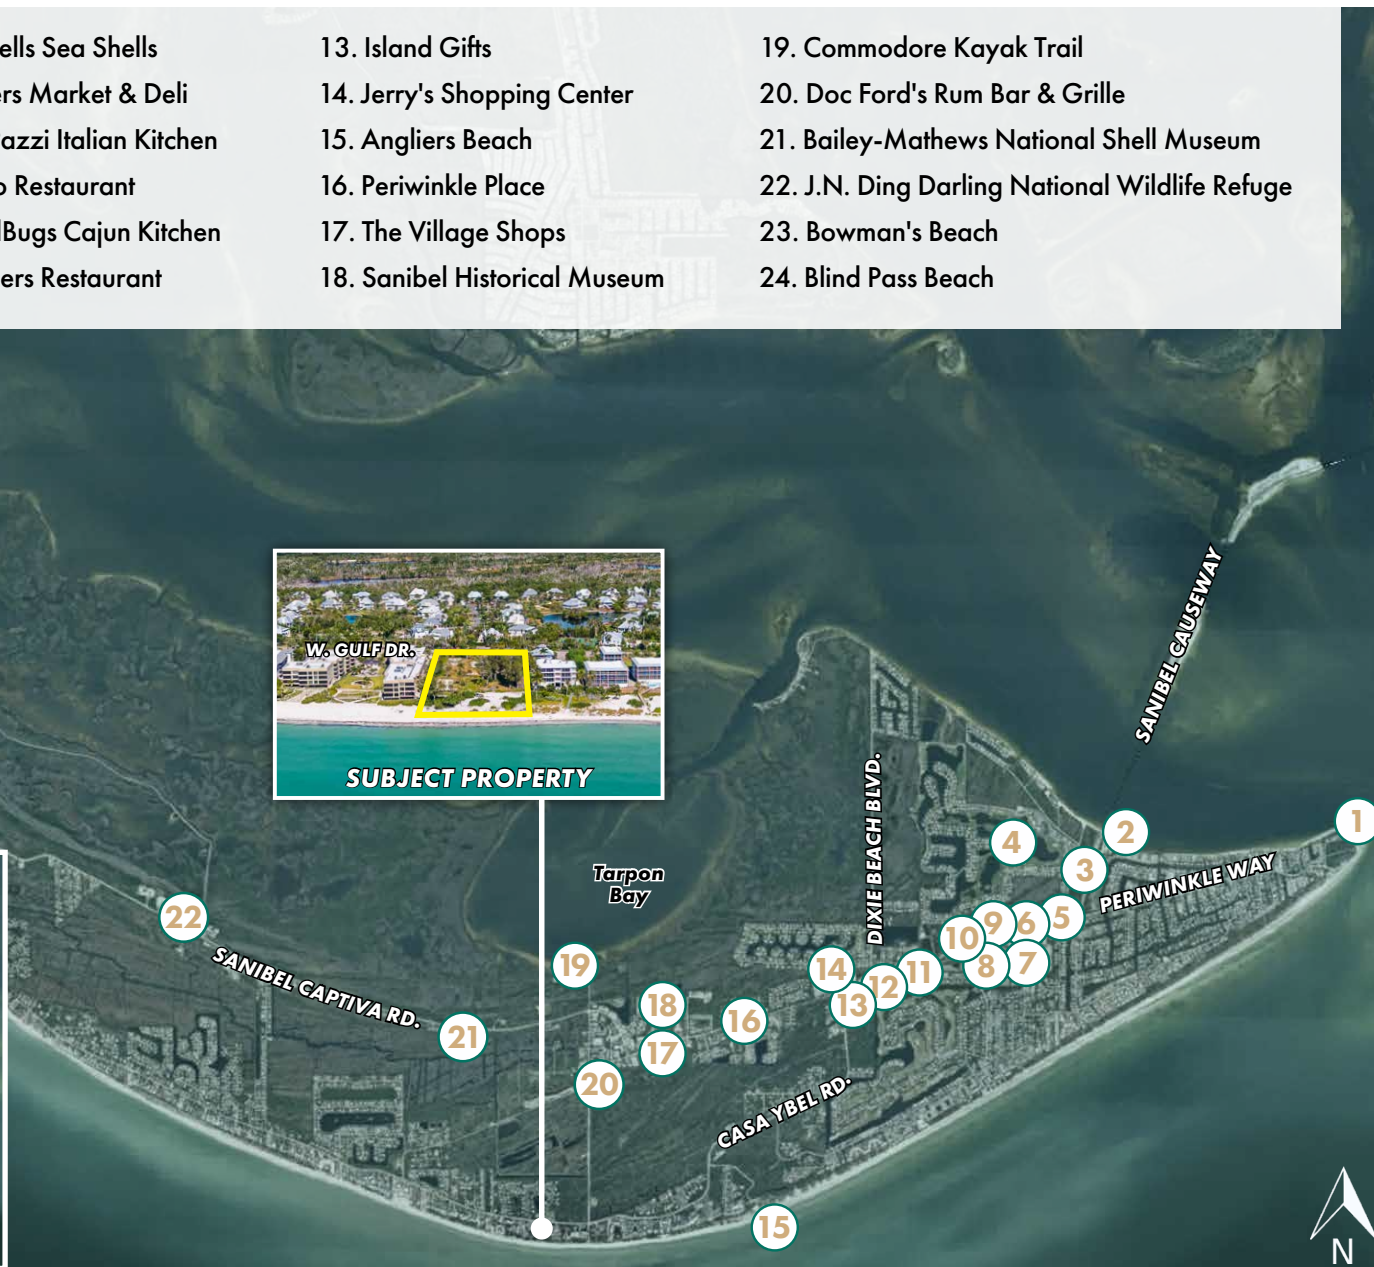 Sea Shells
Market & Deli
Italian Kitchen
Restaurant
Cajun Kitchen
Restaurant
13. Island Gifts
14. Jerry's Shopping Center
15. Angliers Beach
16. Periwinkle Place
17. The Village Shops
18. Sanibel Historical Museum
19. Commodore Kayak Trail
20. Doc Ford's Rum Bar & Grille
21. Bailey-Mathews National Shell Museum
22. J.N. Ding Darling National Wildlife Refuge
23. Bowman's Beach
24. Blind Pass Beach
SANIBEL CAUSEWAY
W. GULF DR.
SUBJECT PROPERTY
DIXIE BEACH BLVD.
1
2
4
3
PERIWINKLE WAY
Tarpon
Bay
22
5
6
9
10
7
8
SANIBEL CAPTIVA RD.
19
14
11
12
13
18
16
21
17
20
CASA YBEL RD.
15
N